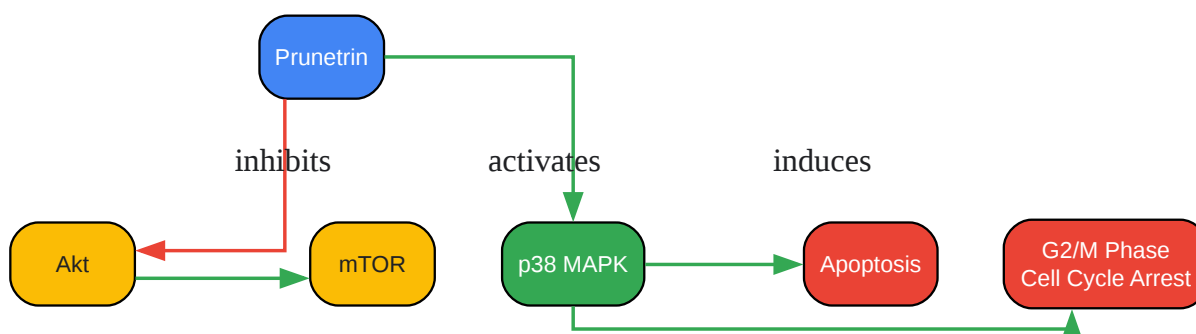 Prunetrin
inhibits
activates
induces
Akt
mTOR
p38 MAPK
Apoptosis
G2/M Phase
Cell Cycle Arrest